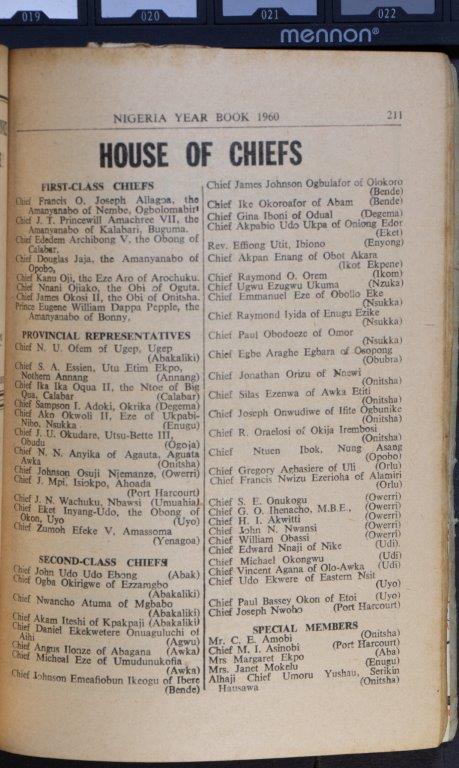 019
020
021
022
mennon®
NIGERIA YEAR BOOK 1960
211
HOUSE OF CHIEFS
FIRST-CLASS CHIEFS
Chief Francis O. Joseph Allagoa, the
Amanyanabo of Nembe, Ogbolomabiri
Chief J. T. Princewill Amachree VII, the
Amanyanabo of Kalabari, Buguma.
Chief Ededem Archibong V, the Obong of
Calabar.
Chief Douglas Jaja, the Amanyanabo of
Opobo,
Chief Kanu Oji, the Eze Aro of Arochuku.
Chief Nnani Ojiako, the Obi of Oguta.
Chief James Okosi II, the Obi of Onitsha.
Prince Eugene William Dappa Pepple, the
Amanyanabo of Bonny.
PROVINCIAL REPRESENTATIVES
Chief N. U. Ofem of Ugep, Ugep
(Abakaliki)
Chief S. A. Essien, Utu Etim Ekpo,
Nothern Annang (Annang)
Chief Ika Ika Oqua II, the Ntoe of Big
Qua, Calabar (Calabar)
Chief Sampson I. Adoki, Okrika (Degema)
Chief Ako Okwoli II, Eze of Ukpabi-
Nibo, Nsukka (Enugu)
Chief J. U. Okudare, Utsu-Bette III,
Obudu (Ogoja)
Chief N. N. Anyika of Aguata, Aguata
Awka (Onitsha)
Chief Johnson Osuji Njemanze, (Owerri)
Chief J. Mpi, Isiokpo, Ahoada
(Port Harcourt)
Chief J. N. Wachuku, Nbawsi (Umuahia)
Chief Eket Inyang-Udo, the Obong of
Okon, Uyo (Uyo)
Chief Zumoh Efeke V, Amassoma
(Yenagoa)
SECOND-CLASS CHIEFS
Chief John Udo Udo Ebong (Abak)
Chief Ogba Okirigwe of Ezzamgbo
(Abakaliki)
Chief Nwancho Atuma of Mgbabo
(Abakaliki)
Chief Akam Iteshi of Kpakpaji (Abakaliki)
Chief Daniel Ekekwetere Onuaguluchi of
Aihi (Agwu)
Chief Angus Ilonze of Abagana (Awka)
Chief Micheal Eze of Umudunukofia
(Awka)
Chief Johnson Emeafiobun Ikeogu of Ibere
(Bende)
Chief James Johnson Ogbulafor of Olokoro
(Bende)
Chief Ike Okoroafor of Abam (Bende)
Chief Gina Iboni of Odual (Degema)
Chief Akpabio Udo Ukpa of Oniong Edor
(Eket)
Rev. Effiong Utit, Ibiono (Enyong)
Chief Akpan Enang of Obot Akara
(Ikot Ekpene)
Chief Raymond O. Orem (Ikom)
Chief Ugwu Ezugwu Ukuma (Nzuka)
Chief Emmanuel Eze of Obollo Eke
(Nsukka)
Chief Raymond Iyida of Enugu Ezike
(Nsukka)
Chief Paul Obodoeze of Omor
(Nsukka)
Chief Egbe Araghe Egbara of Osopong
(Obubra)
Chief Jonathan Orizu of Nnewi
(Onitsha)
Chief Silas Ezenwa of Awka Etiti
(Onitsha)
Chief Joseph Onwudiwe of Ifite Ogbunike
(Onitsha)
Chief R. Oraelosi of Okija Irembosi
(Onitsha)
Chief Ntuen Ibok, Nung Asang
(Opobo)
Chief Gregory Agbasiere of Uli (Orlu)
Chief Francis Nwizu Ezerioha of Alamiri
(Orlu)
Chief S. E. Onukogu (Owerri)
Chief G. O. Ihenacho, M.B.E., (Owerri)
Chief H. I. Akwitti (Owerri)
Chief John N. Nwansi (Owerri)
Chief William Obassi (Owerri)
Chief Edward Nnaji of Nike (Udi).
Chief Michael Okongwu (Udi)
Chief Vincent Agana of Olo-Awka (Udi)
Chief Udo Ekwere of Eastern Nsit
(Uyo)
Chief Paul Bassey Okon of Etoi (Uyo)
Chief Joseph Nwoho (Port Harcourt)
SPECIAL MEMBERS
Mr. C. E. Amobi (Onitsha)
Chief M. I. Asinobi (Port Harcourt)
Mrs Margaret Ekpo (Aba)
Mrs. Janet Mokelu (Enugu)
Alhaji Chief Umoru Yushau, Serikin
Hausawa (Onitsha)